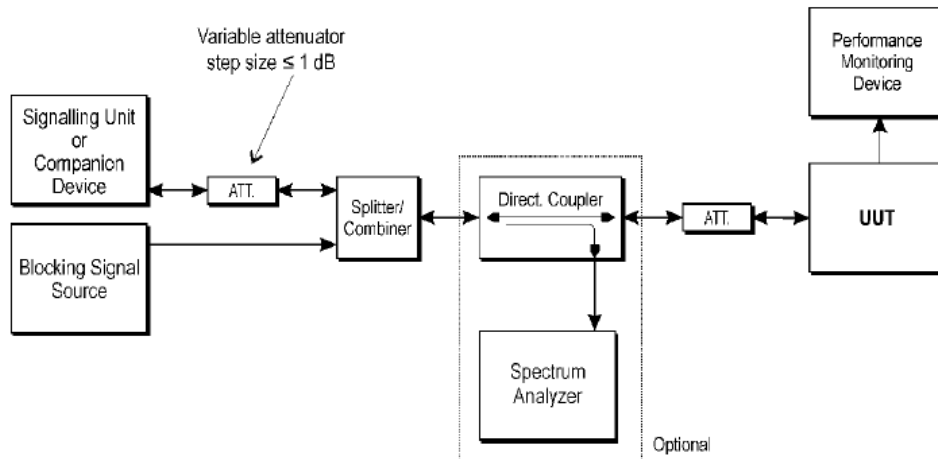 Variable attenuator
step size ≤ 1 dB
Performance
Monitoring
Device
Signalling Unit
or
Companion
Device
ATT.
Splitter/
Combiner
Direct. Coupler
ATT.
UUT
Blocking Signal
Source
Spectrum
Analyzer
Optional